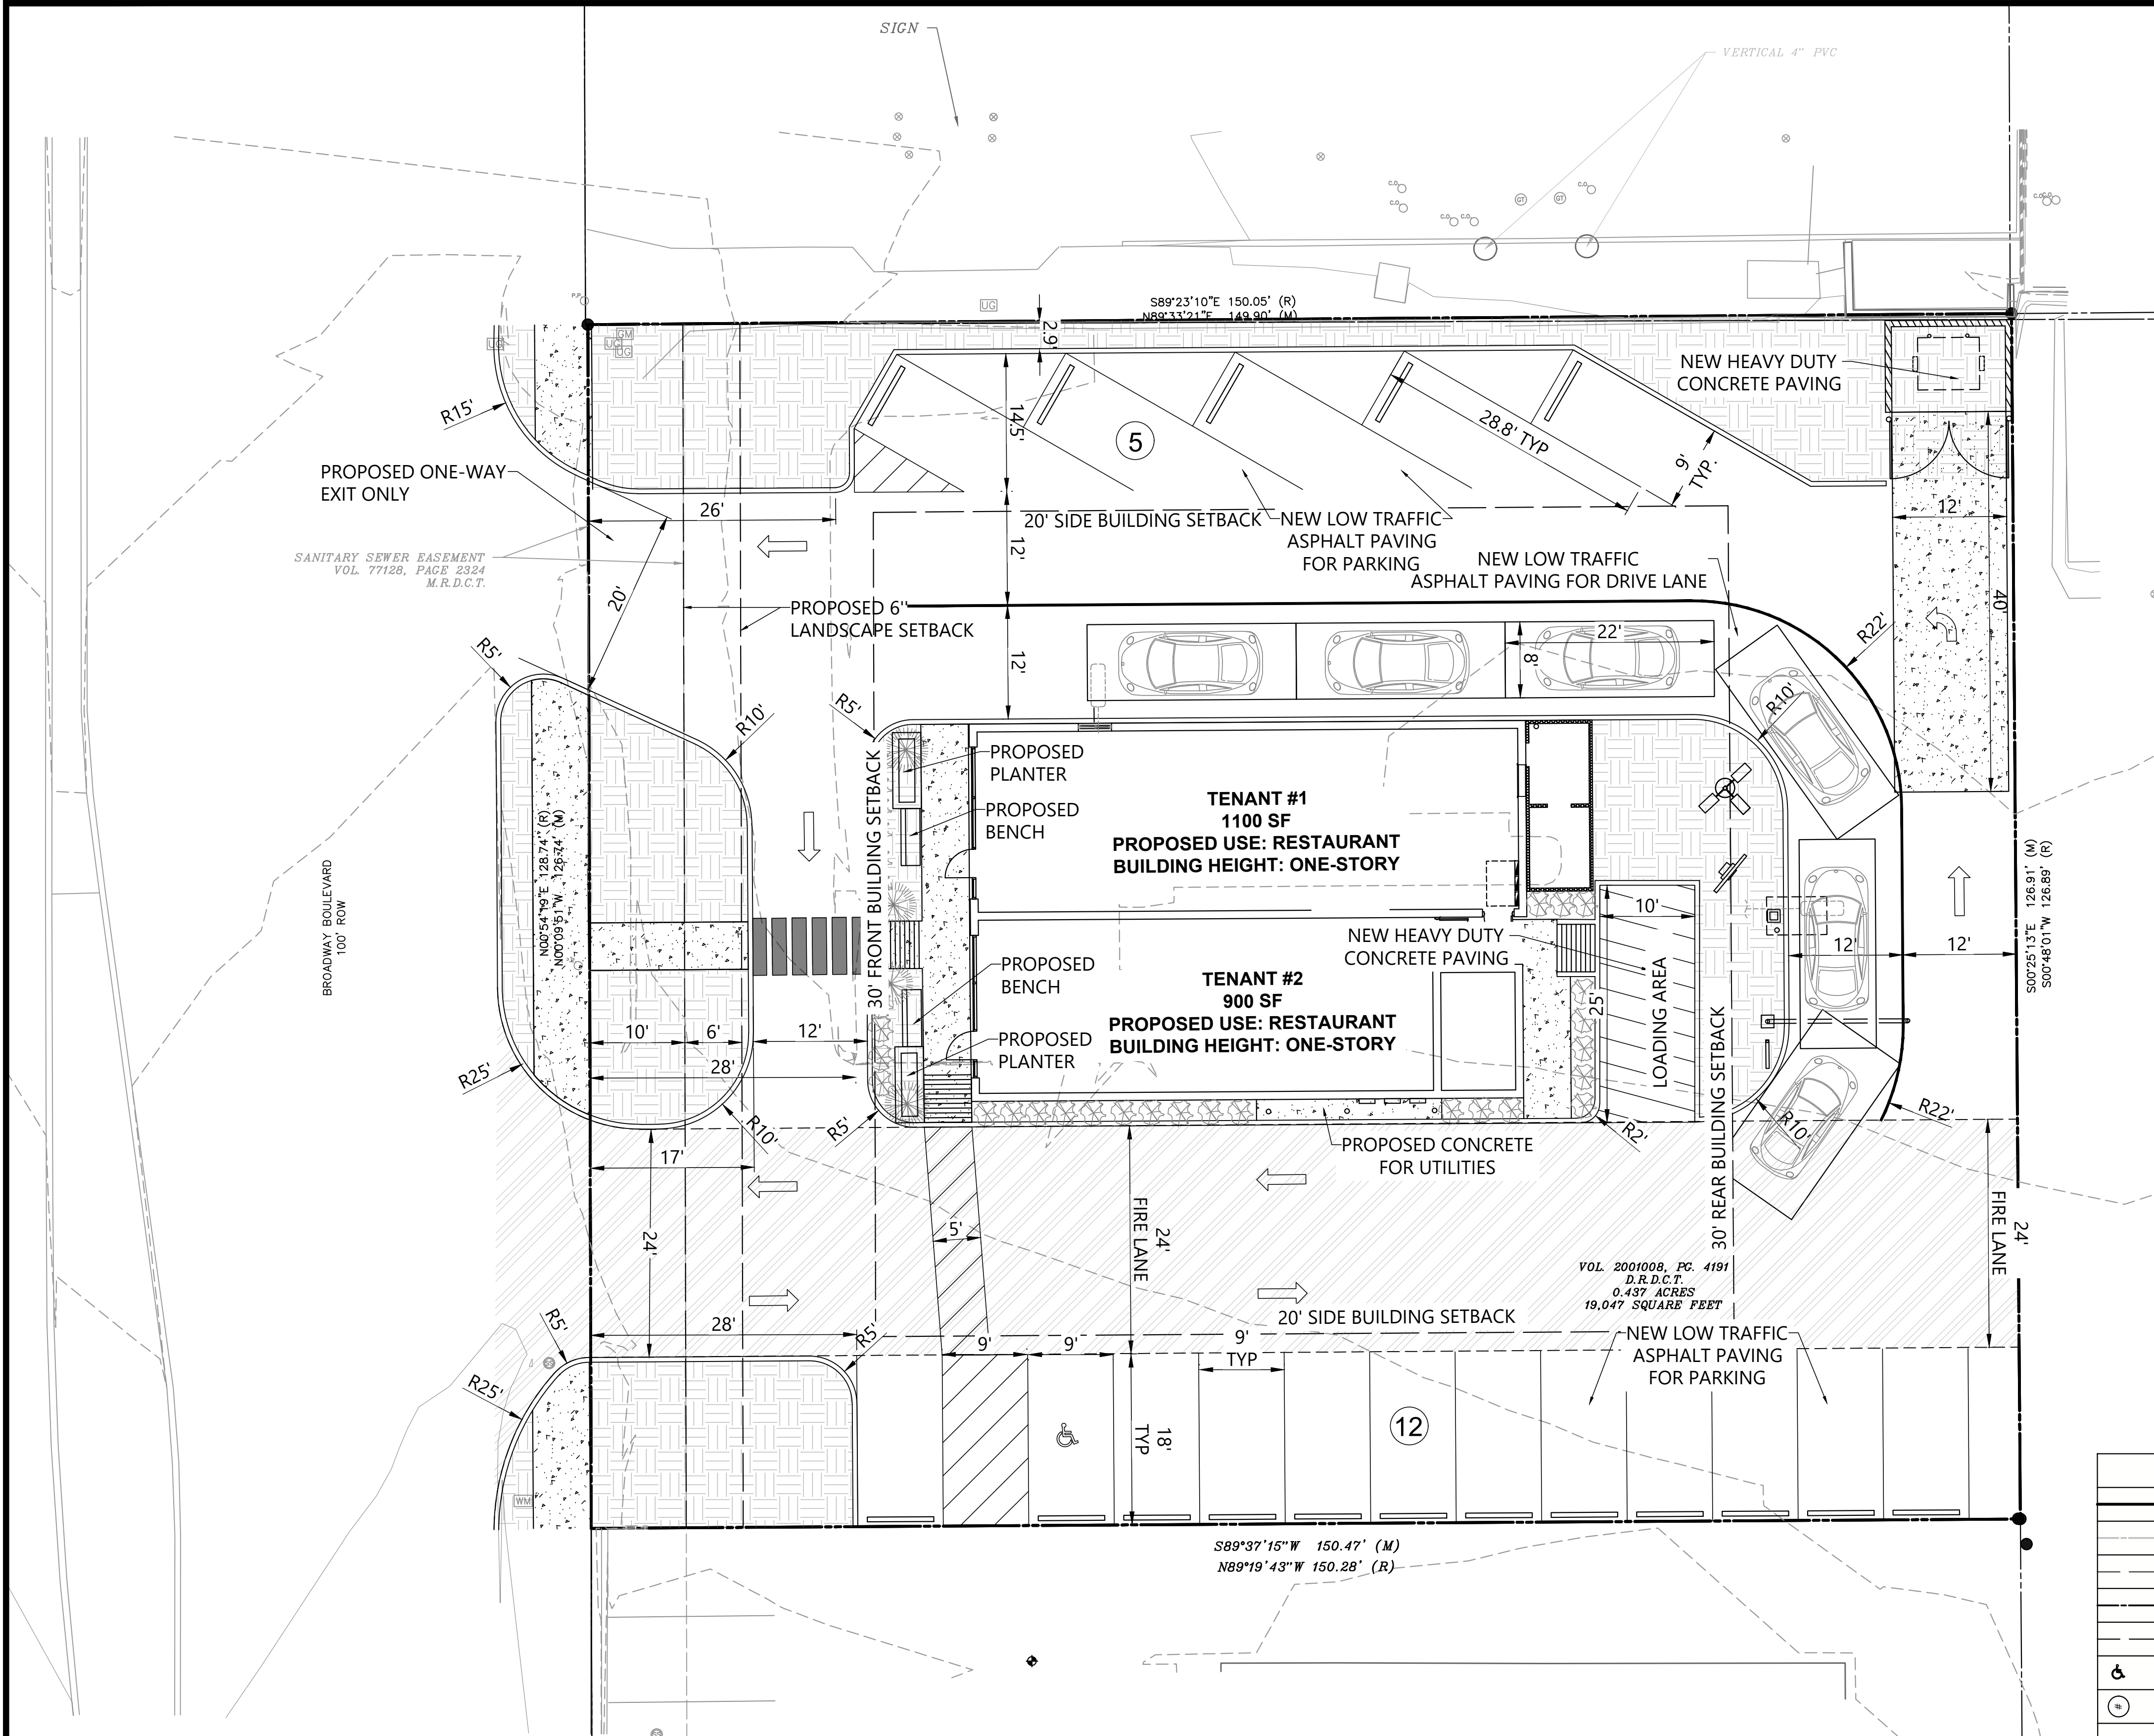 SIGN
VERTICAL 4" PVC
C.O.
C.O.
C.O. C.O.
GT
GT
C.O.
C.O.
C.O.
P.P.
UG
UG
GM
UG
UG
S89°23'10"E 150.05' (R)
N89°33'21"E 149.90' (M)
2.9'
NEW HEAVY DUTY
CONCRETE PAVING
R15'
14.5'
5
28.8' TYP
9'
TYP.
PROPOSED ONE-WAY
EXIT ONLY
26'
20' SIDE BUILDING SETBACK
NEW LOW TRAFFIC
ASPHALT PAVING
FOR PARKING
12'
12'
SANITARY SEWER EASEMENT
VOL. 77128, PAGE 2324
M.R.D.C.T.
NEW LOW TRAFFIC
ASPHALT PAVING FOR DRIVE LANE
20'
40'
PROPOSED 6"
LANDSCAPE SETBACK
12'
22'
8'
R22'
R5'
R10'
R5'
R10'
30' FRONT BUILDING SETBACK
PROPOSED
PLANTER
PROPOSED
BENCH
TENANT #1
1100 SF
PROPOSED USE: RESTAURANT
BUILDING HEIGHT: ONE-STORY
BROADWAY BOULEVARD
100' ROW
N00°54'19"E 128.74' (R)
N00°09'51"W 126.74' (M)
S00°25'13"E 126.91' (M)
S00°48'01"W 126.89' (R)
10'
NEW HEAVY DUTY
CONCRETE PAVING
12'
12'
PROPOSED
BENCH
TENANT #2
900 SF
PROPOSED USE: RESTAURANT
BUILDING HEIGHT: ONE-STORY
25'
LOADING AREA
30' REAR BUILDING SETBACK
10'
6'
12'
PROPOSED
PLANTER
28'
R25'
R10'
R5'
R2'
R10'
R22'
PROPOSED CONCRETE
FOR UTILITIES
17'
24'
5'
24'
FIRE LANE
24'
FIRE LANE
VOL. 2001008, PG. 4191
D.R.D.C.T.
0.437 ACRES
19,047 SQUARE FEET
20' SIDE BUILDING SETBACK
R5'
28'
R5'
9'
9'
9'
TYP
NEW LOW TRAFFIC
ASPHALT PAVING
FOR PARKING
R25'
18'
TYP
12
WM
S89°37'15"W 150.47' (M)
N89°19'43"W 150.28' (R)
#